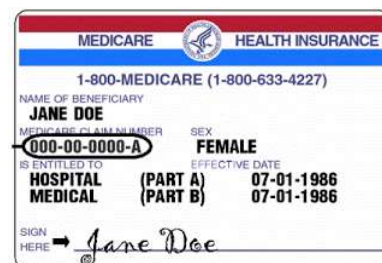 MEDICARE HEALTH INSURANCE
1-800-MEDICARE (1-800-633-4227)
NAME OF BENEFICIARY
JANE DOE
MEDICARE CLAIM NUMBER SEX
000-00-0000-A FEMALE
IS ENTITLED TO EFFECTIVE DATE
HOSPITAL (PART A) 07-01-1986
MEDICAL (PART B) 07-01-1986
SIGN
HERE Jane Doe